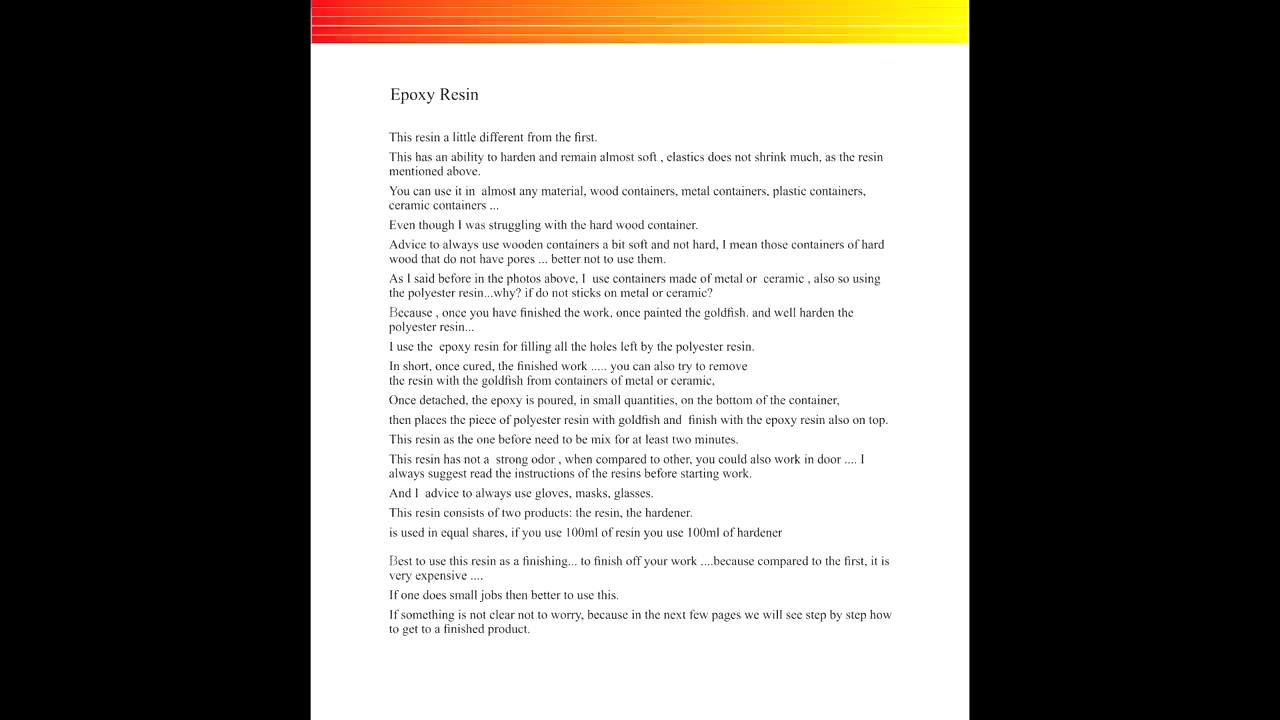 Epoxy Resin
This resin a little different from the first.
This has an ability to harden and remain almost soft , elastics does not shrink much, as the resin
mentioned above.
You can use it in  almost any material, wood containers, metal containers, plastic containers,
ceramic containers ...
Even though I was struggling with the hard wood container.
Advice to always use wooden containers a bit soft and not hard, I mean those containers of hard
wood that do not have pores ... better not to use them.
As I said before in the photos above, I  use containers made of metal or  ceramic , also so using
the polyester resin...why? if do not sticks on metal or ceramic?
Because , once you have finished the work, once painted the goldfish. and well harden the
polyester resin...
I use the  epoxy resin for filling all the holes left by the polyester resin.
In short, once cured, the finished work ..... you can also try to remove
the resin with the goldfish from containers of metal or ceramic,
Once detached, the epoxy is poured, in small quantities, on the bottom of the container,
then places the piece of polyester resin with goldfish and  finish with the epoxy resin also on top.
This resin as the one before need to be mix for at least two minutes.
This resin has not a  strong odor , when compared to other, you could also work in door .... I
always suggest read the instructions of the resins before starting work.
And I  advice to always use gloves, masks, glasses.
This resin consists of two products: the resin, the hardener.
is used in equal shares, if you use 100ml of resin you use 100ml of hardener
Best to use this resin as a finishing... to finish off your work ....because compared to the first, it is
very expensive ....
If one does small jobs then better to use this.
If something is not clear not to worry, because in the next few pages we will see step by step how
to get to a finished product.